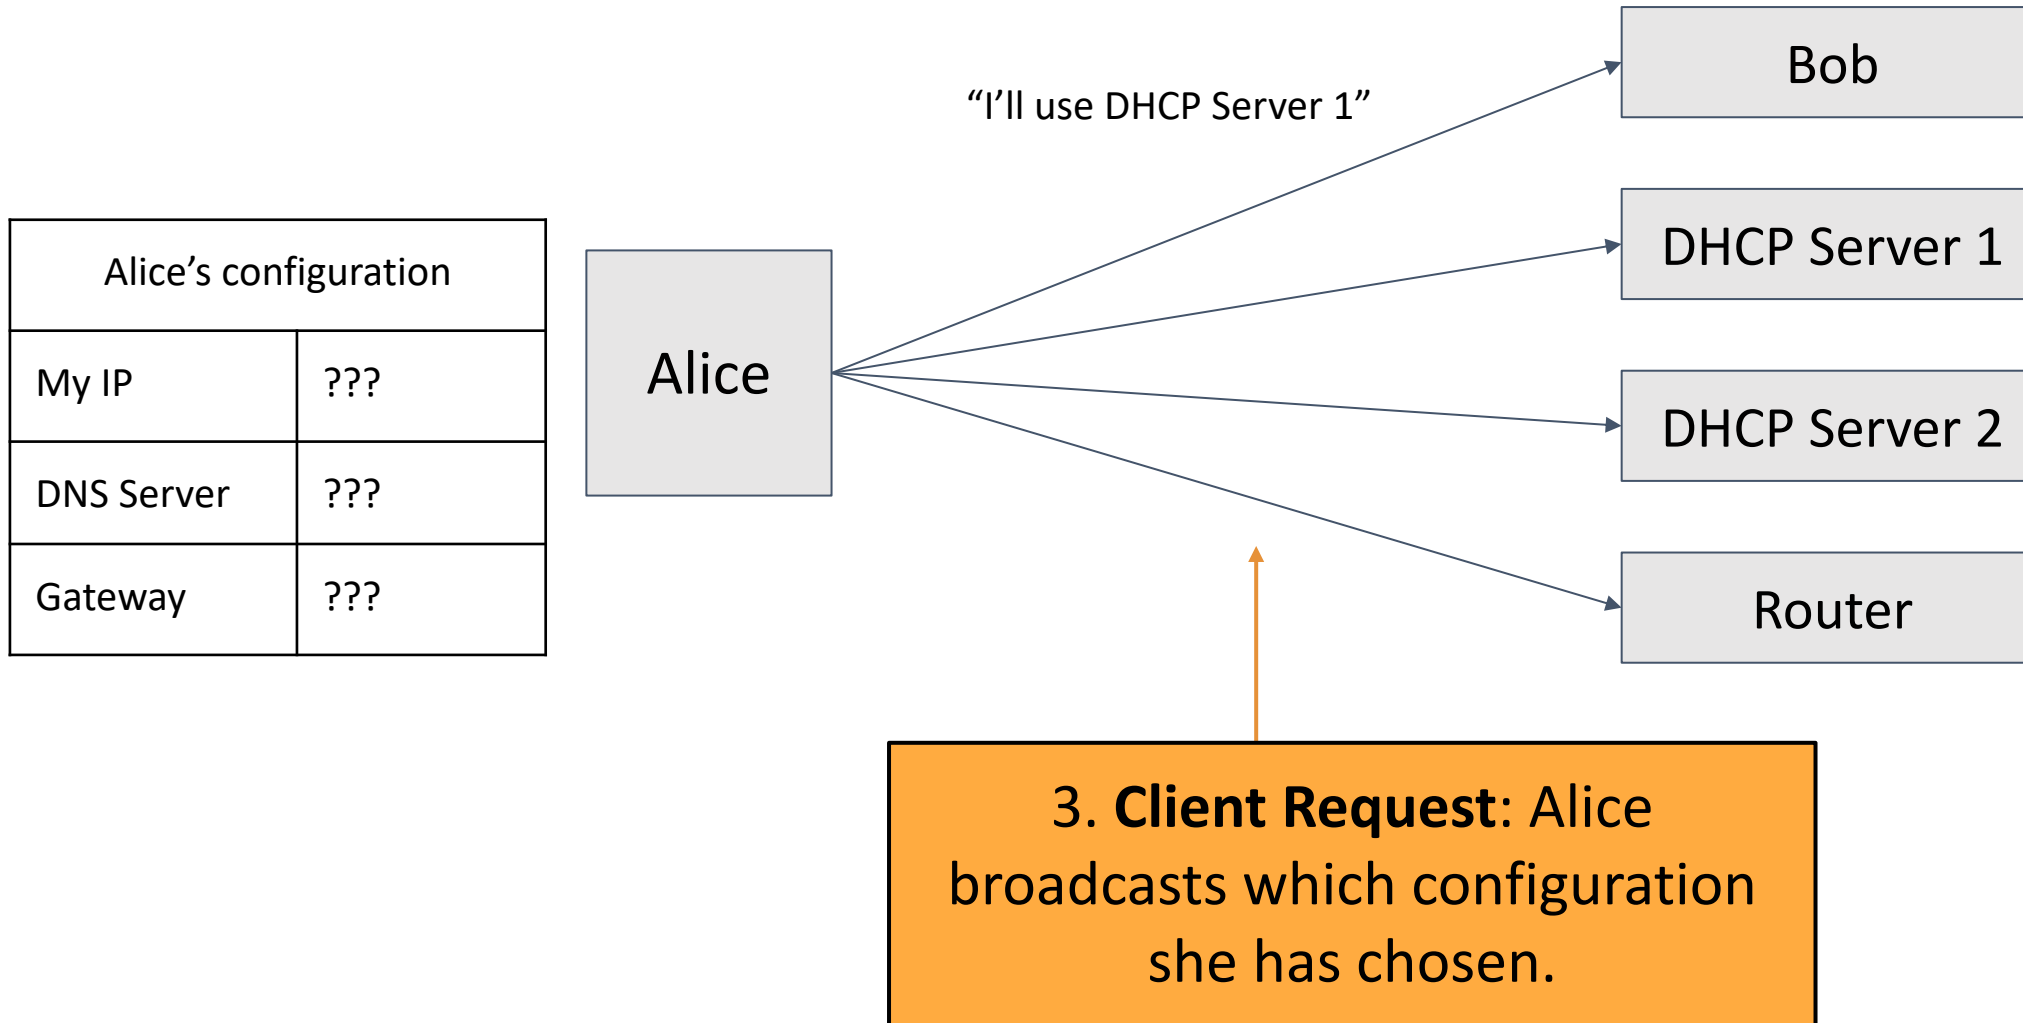 Bob
“I’ll use DHCP Server 1”
DHCP Server 1
Alice’s configuration
My IP ???
DNS Server ???
Gateway ???
Alice
DHCP Server 2
Router
3. Client Request: Alice
broadcasts which configuration
she has chosen.